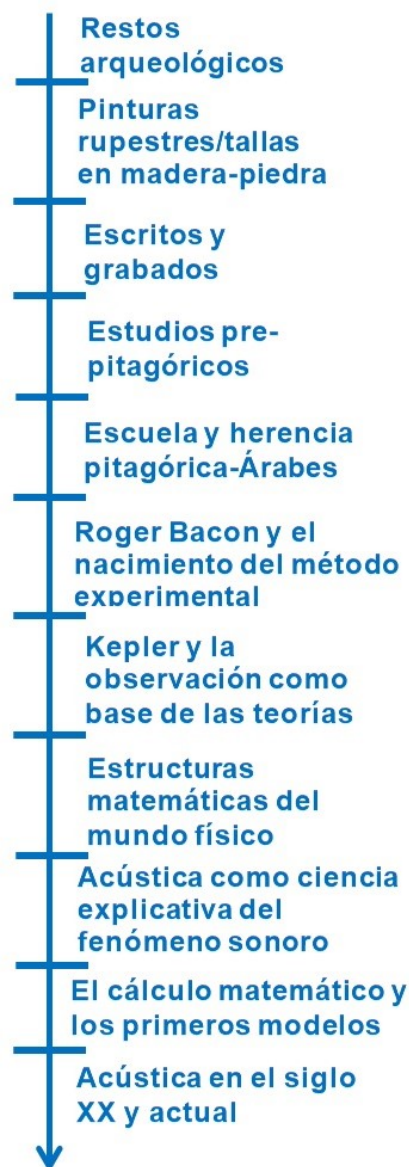 Restos
arqueológicos
Pinturas
rupestres/tallas
en madera-piedra
Escritos y
grabados
Estudios pre-
pitagóricos
Escuela y herencia
pitagórica-Árabes
Roger Bacon y el
nacimiento del método
experimental
Kepler y la
observación como
base de las teorías
Estructuras
matemáticas del
mundo físico
Acústica como ciencia
explicativa del
fenómeno sonoro
El cálculo matemático y
los primeros modelos
Acústica en el siglo
XX y actual